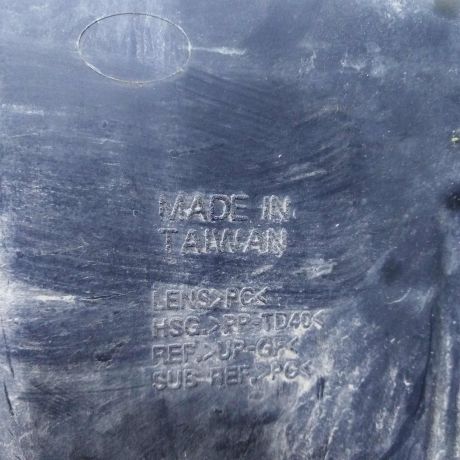 MADE IN
TAIWAN
LENS>PC<
HSG.>PP-TD40<
REF.>UP-GF<
SUB REF.>PC<